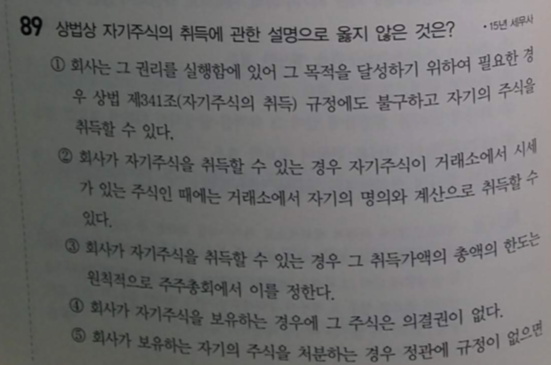 89 상법상 자기주식의 취득에 관한 설명으로 옳지 않은 것은? • 15년 세무사
① 회사는 그 권리를 실행함에 있어 그 목적을 달성하기 위하여 필요한 경
우 상법 제341조(자기주식의 취득) 규정에도 불구하고 자기의 주식을
취득할 수 있다.
② 회사가 자기주식을 취득할 수 있는 경우 자기주식이 거래소에서 시세
가 있는 주식인 때에는 거래소에서 자기의 명의와 계산으로 취득할 수
있다.
③ 회사가 자기주식을 취득할 수 있는 경우 그 취득가액의 총액의 한도는
원칙적으로 주주총회에서 이를 정한다.
④ 회사가 자기주식을 보유하는 경우에 그 주식은 의결권이 없다.
⑤ 회사가 보유하는 자기의 주식을 처분하는 경우 정관에 규정이 없으면